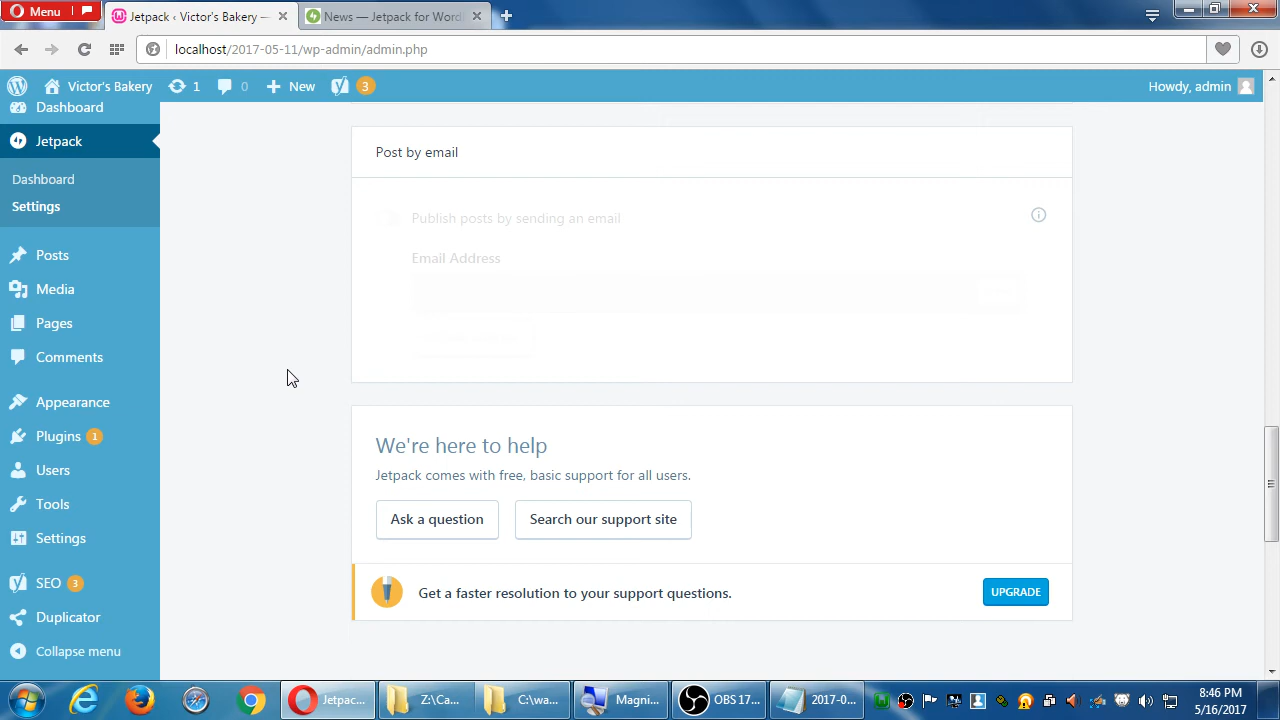 Menu
Jetpack ‹ Victor's Bakery —
News — Jetpack for Word
localhost/2017-05-11/wp-admin/admin.php
Victor's Bakery
1
0
New
3
Howdy, admin
Dashboard
Jetpack
Dashboard
Settings
Posts
Media
Pages
Comments
Appearance
Plugins 1
Users
Tools
Settings
SEO 3
Duplicator
Collapse menu
Post by email
Publish posts by sending an email
Email Address
We're here to help
Jetpack comes with free, basic support for all users.
Ask a question
Search our support site
Get a faster resolution to your support questions.
UPGRADE
Jetpac...
Z:\Ca...
C:\wa...
Magni...
OBS 17...
2017-0...
8:46 PM
5/16/2017